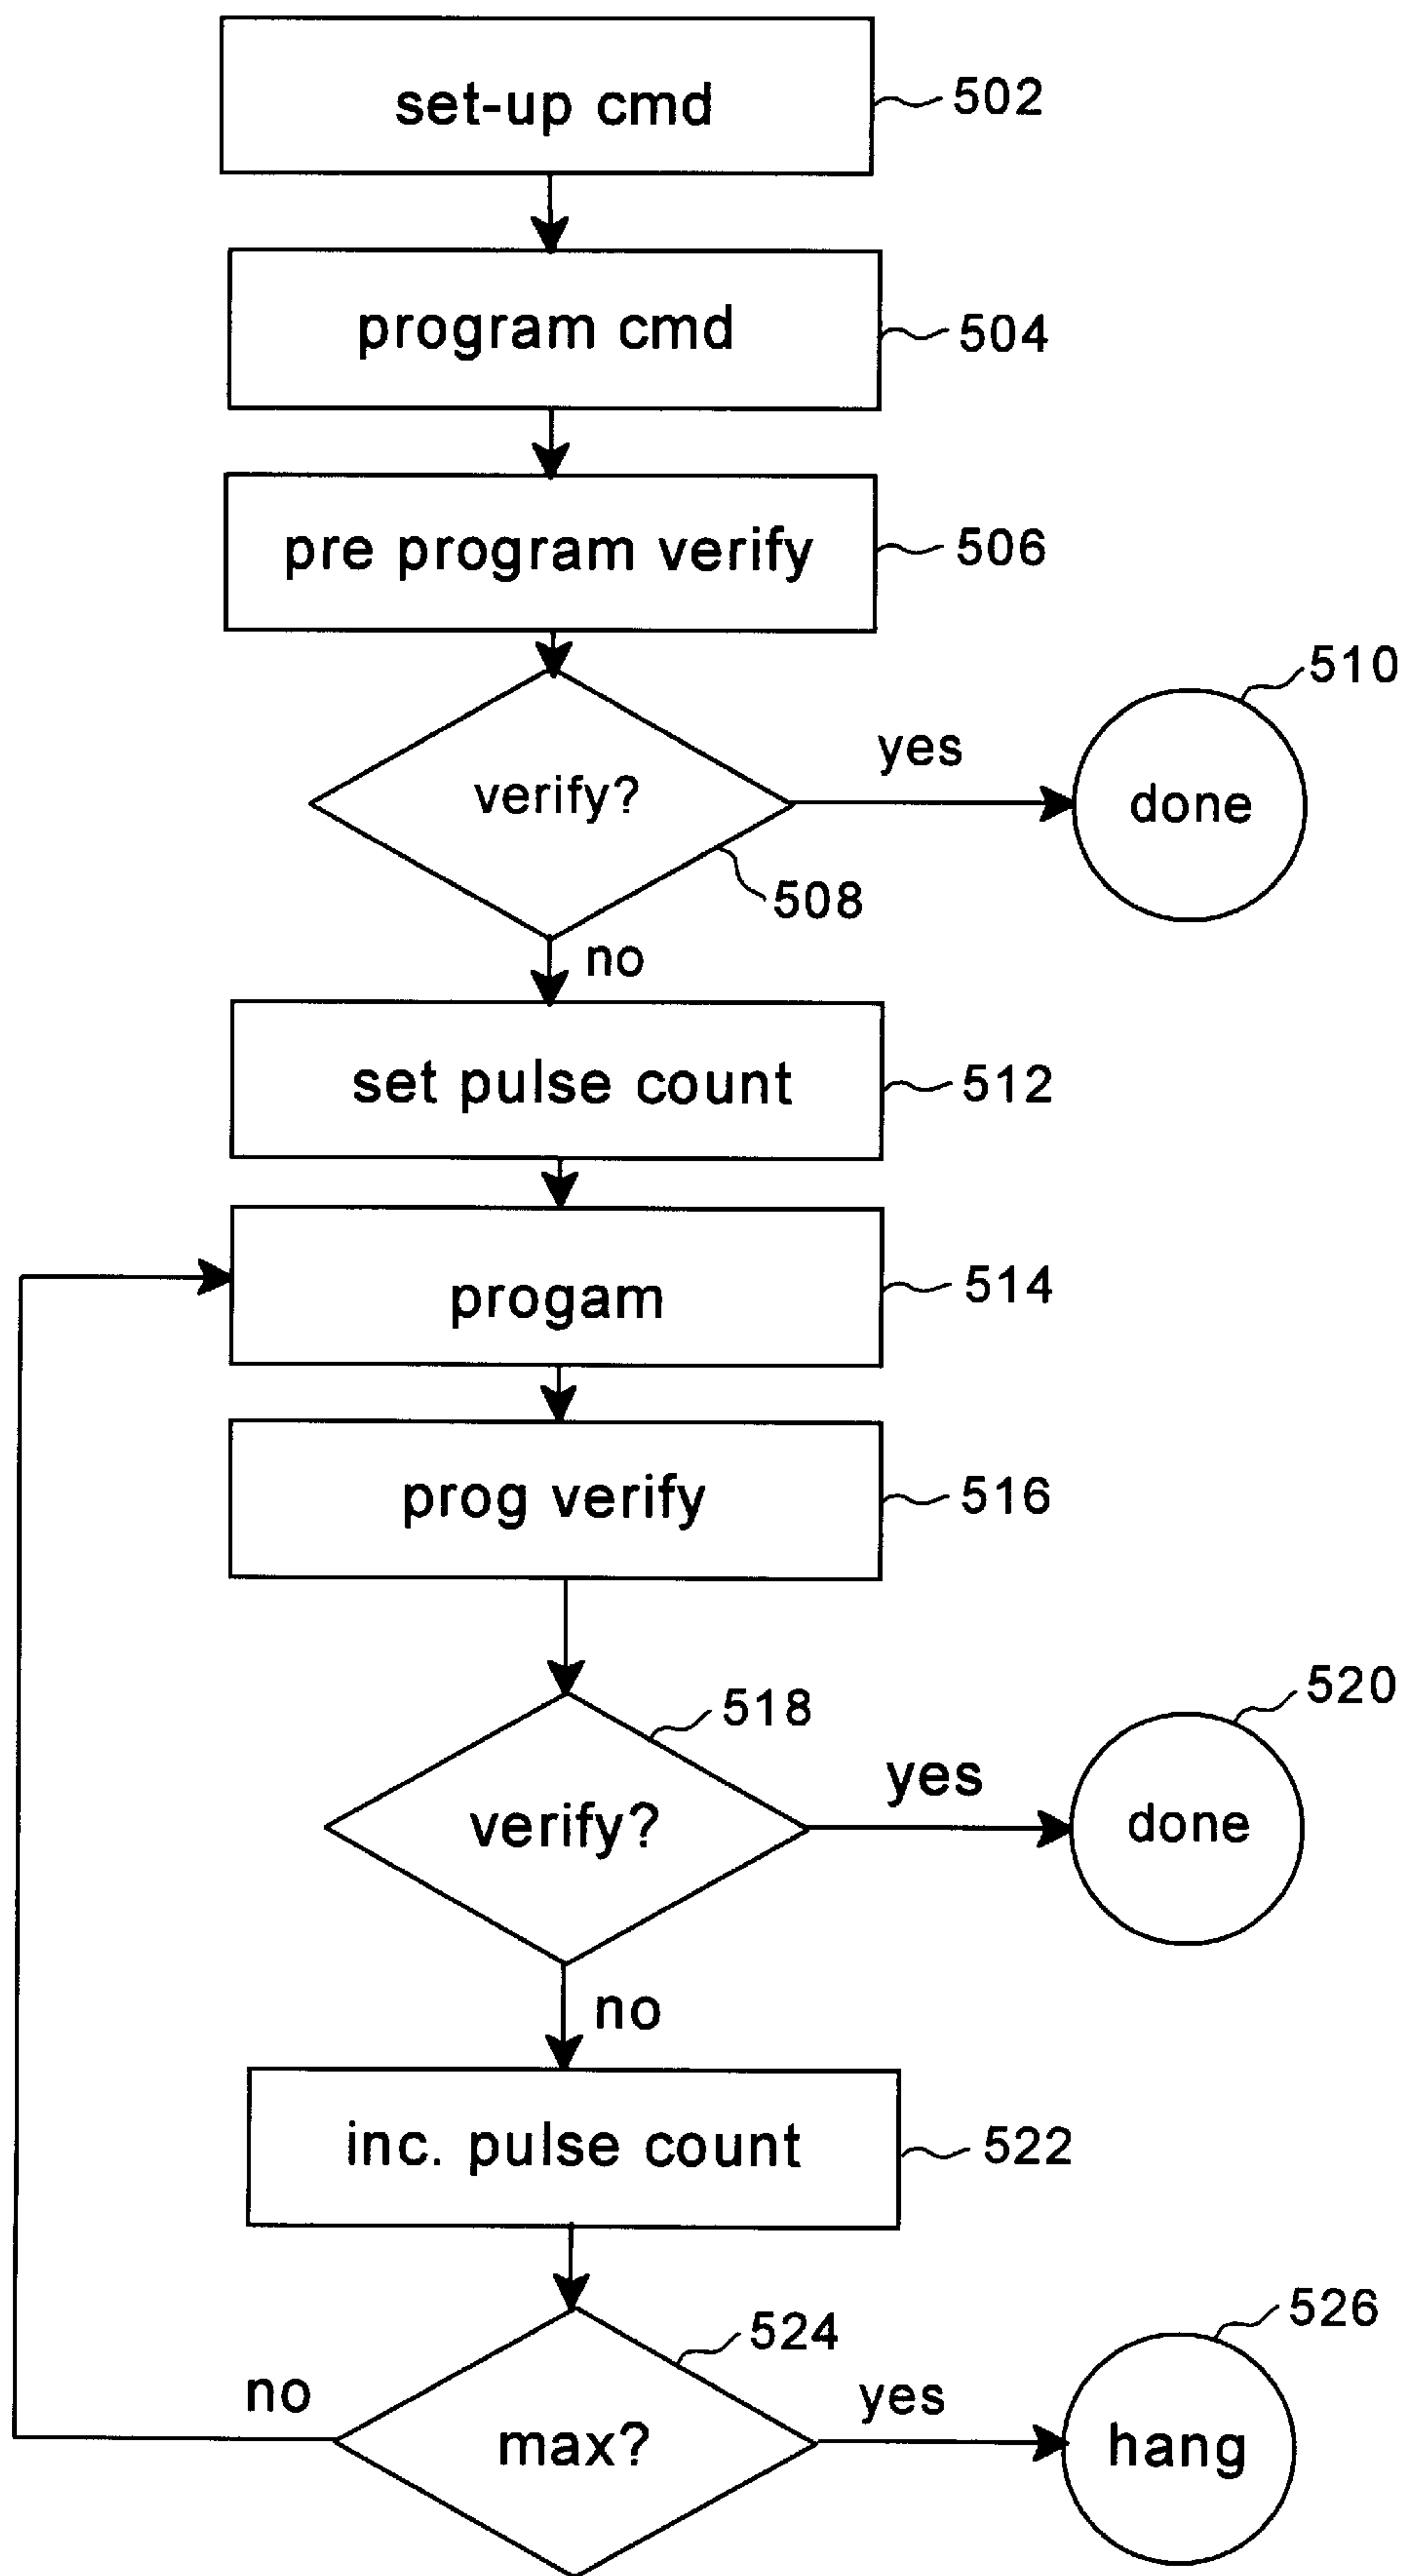 set-up cmd
502
program cmd
504
pre program verify
506
510
verify?
yes
done
508
no
set pulse count
512
progam
514
prog verify
516
518
520
verify?
yes
done
no
inc. pulse count
522
524
526
no
max?
yes
hang